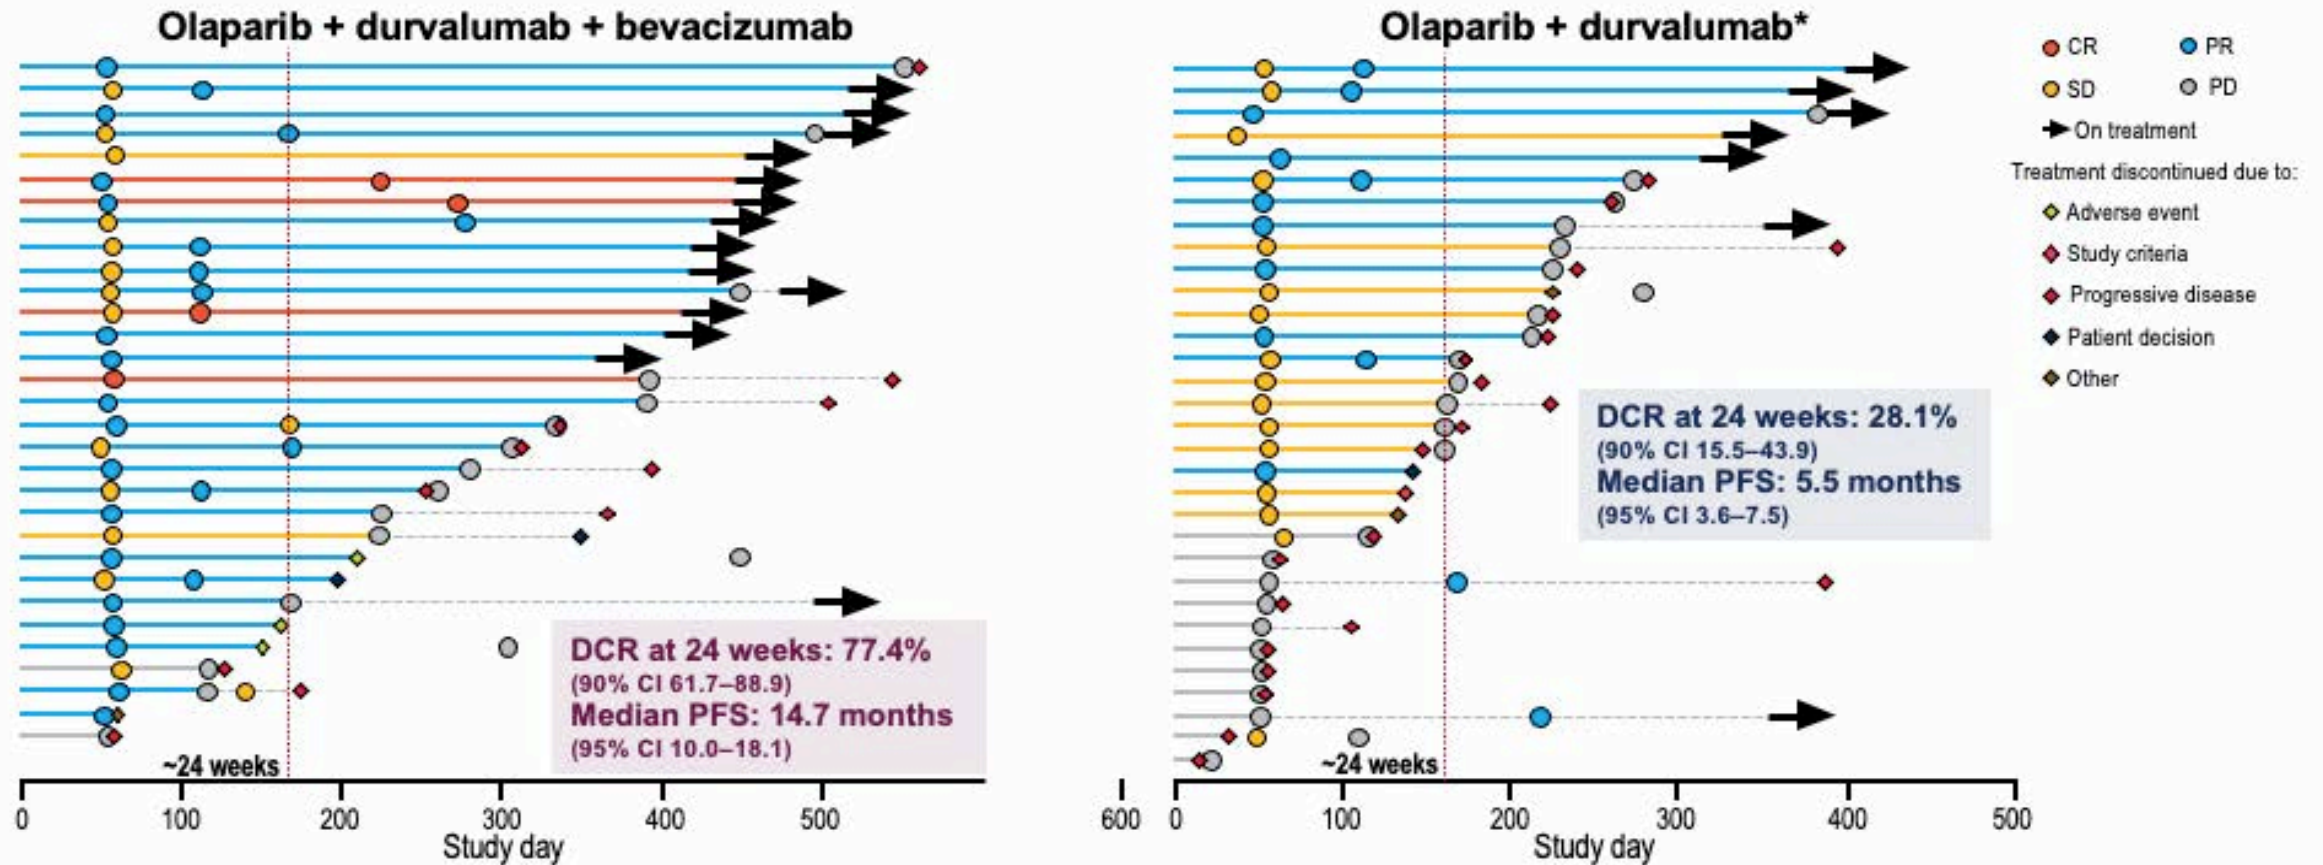 Olaparib + durvalumab + bevacizumab
DCR at 24 weeks: 77.4%
(90% CI 61.7–88.9)
Median PFS: 14.7 months
(95% CI 10.0–18.1)
~24 weeks
0 100 200 300 400 500 600
Study day
Olaparib + durvalumab*
DCR at 24 weeks: 28.1%
(90% CI 15.5–43.9)
Median PFS: 5.5 months
(95% CI 3.6–7.5)
~24 weeks
0 100 200 300 400 500
Study day
CR PR
SD PD
On treatment
Treatment discontinued due to:
Adverse event
Study criteria
Progressive disease
Patient decision
Other